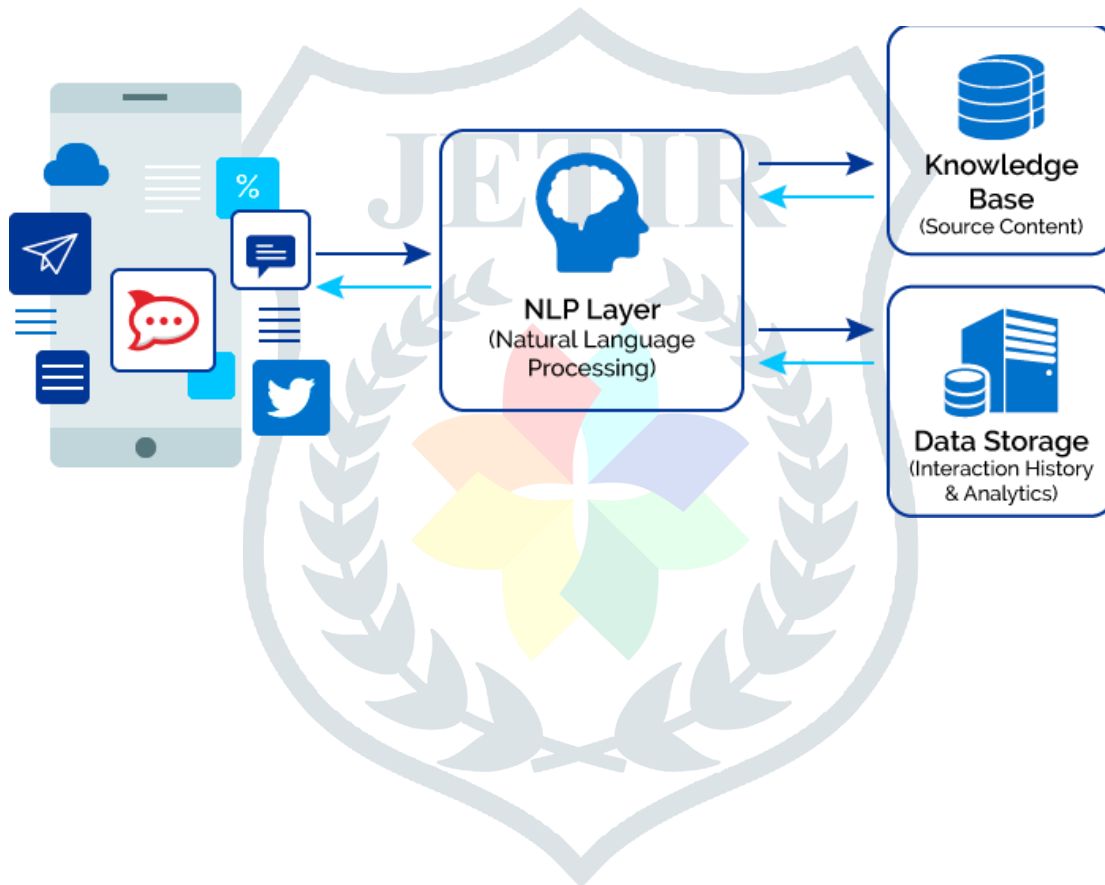 JETIR
%
NLP Layer
(Natural Language
Processing)
Knowledge
Base
(Source Content)
Data Storage
(Interaction History
& Analytics)